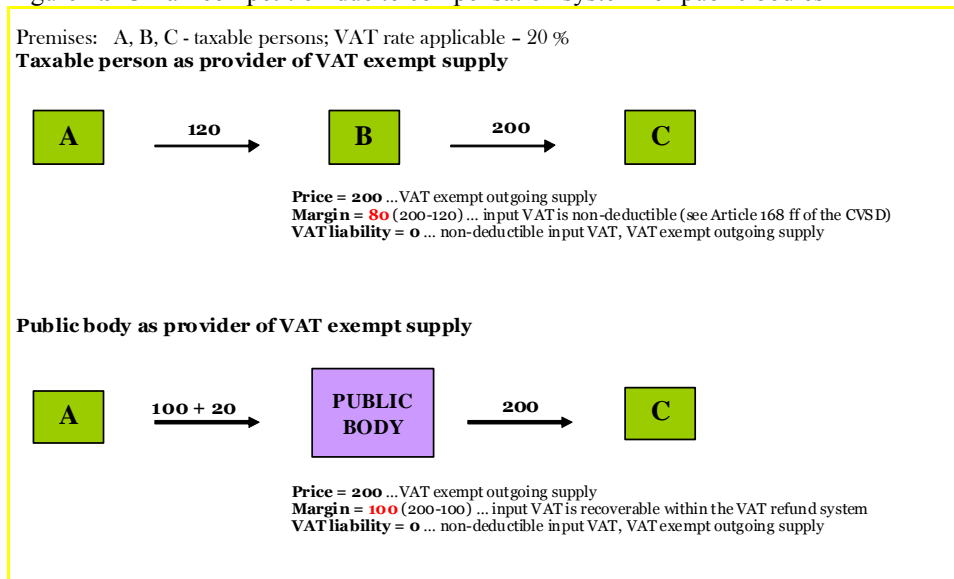 Premises: A, B, C - taxable persons; VAT rate applicable – 20 %
Taxable person as provider of VAT exempt supply
A
120
B
200
C
Price = 200 ...VAT exempt outgoing supply
Margin = 80 (200-120) ... input VAT is non-deductible (see Article 168 ff of the CVSD)
VAT liability = 0 ... non-deductible input VAT, VAT exempt outgoing supply
Public body as provider of VAT exempt supply
A
100 + 20
PUBLIC
BODY
200
C
Price = 200 ...VAT exempt outgoing supply
Margin = 100 (200-100) ... input VAT is recoverable within the VAT refund system
VAT liability = 0 ... non-deductible input VAT, VAT exempt outgoing supply